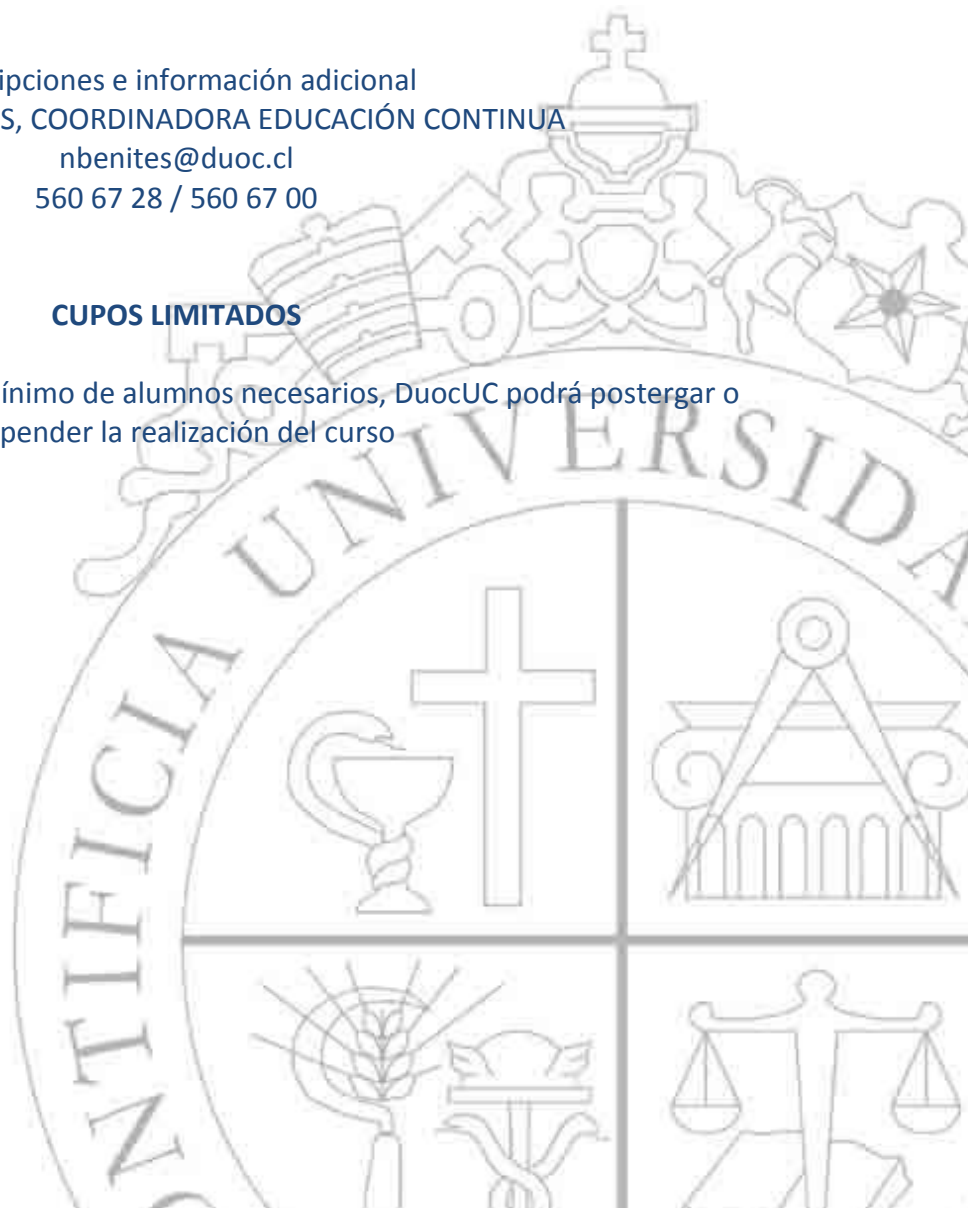 ipciones e información adicional
S, COORDINADORA EDUCACIÓN CONTINUA
nbenites@duoc.cl
560 67 28 / 560 67 00
CUPOS LIMITADOS
ínimo de alumnos necesarios, DuocUC podrá postergar o
pender la realización del curso
NTIFICIA UNIVERSIDA